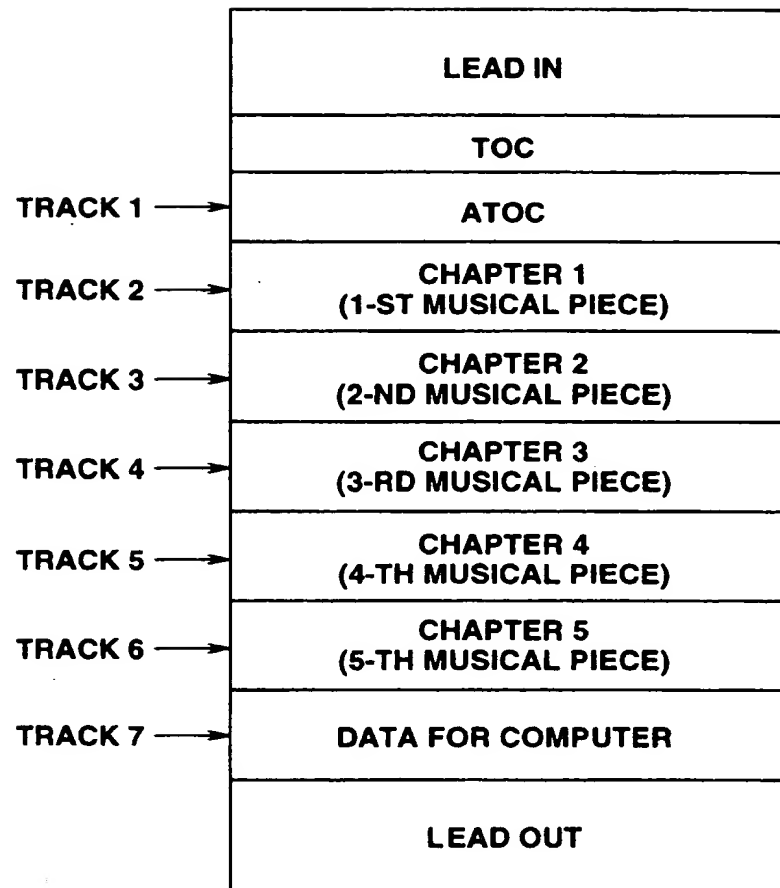 LEAD IN
TOC
TRACK 1
ATOC
TRACK 2
CHAPTER 1
(1-ST MUSICAL PIECE)
TRACK 3
CHAPTER 2
(2-ND MUSICAL PIECE)
TRACK 4
CHAPTER 3
(3-RD MUSICAL PIECE)
TRACK 5
CHAPTER 4
(4-TH MUSICAL PIECE)
TRACK 6
CHAPTER 5
(5-TH MUSICAL PIECE)
TRACK 7
DATA FOR COMPUTER
LEAD OUT